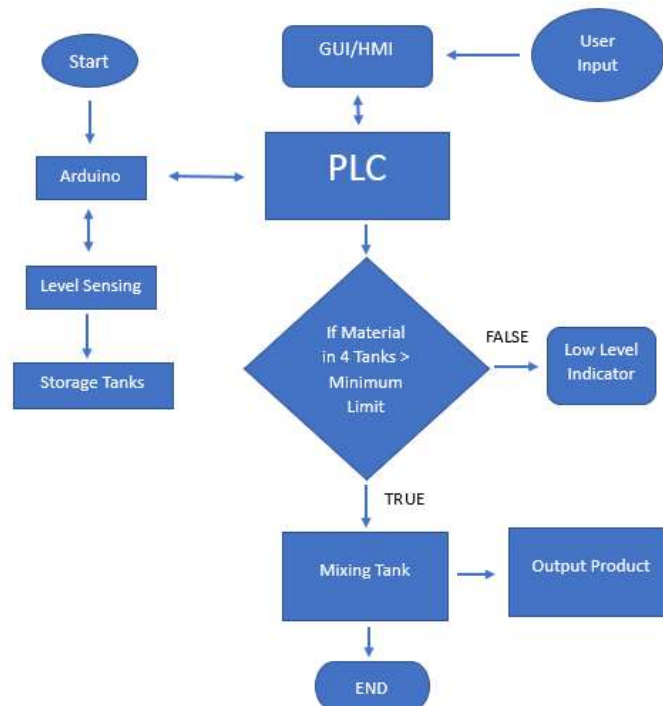 Start
GUI/HMI
User
Input
Arduino
PLC
Level Sensing
Storage Tanks
If Material
in 4 Tanks >
Minimum
Limit
FALSE
Low Level
Indicator
TRUE
Mixing Tank
Output Product
END